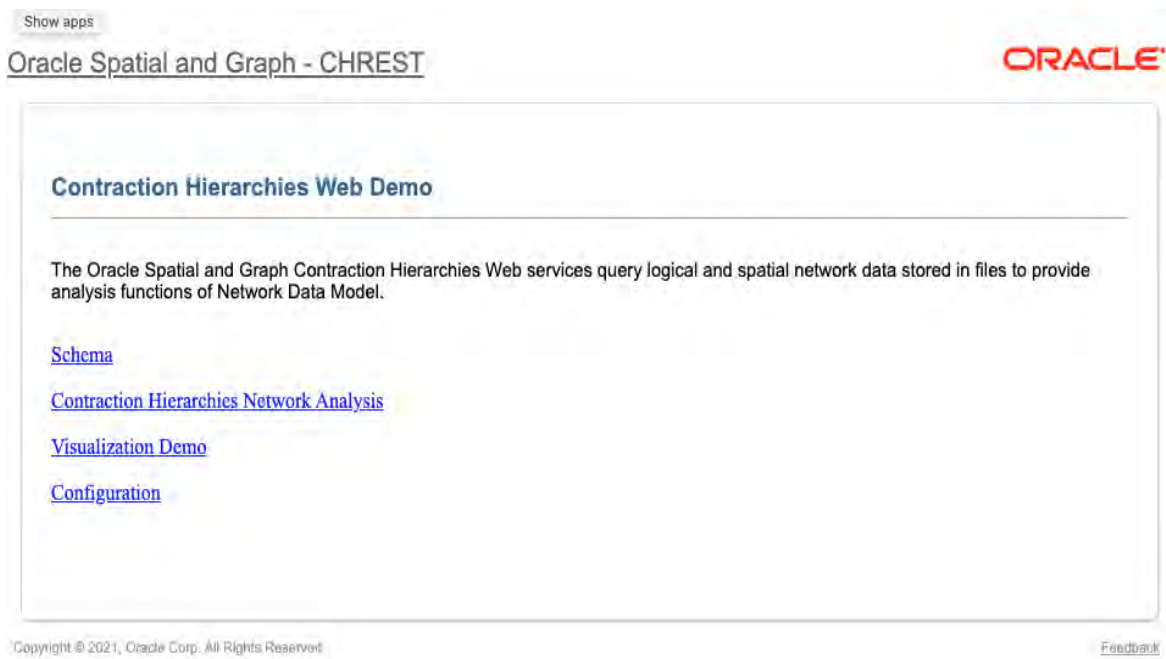 Show apps
Oracle Spatial and Graph - CHREST
ORACLE
Contraction Hierarchies Web Demo
The Oracle Spatial and Graph Contraction Hierarchies Web services query logical and spatial network data stored in files to provide
analysis functions of Network Data Model.
Schema
Contraction Hierarchies Network Analysis
Visualization Demo
Configuration
Copyright © 2021, Oracle Corp. All Rights Reserved
Feedback